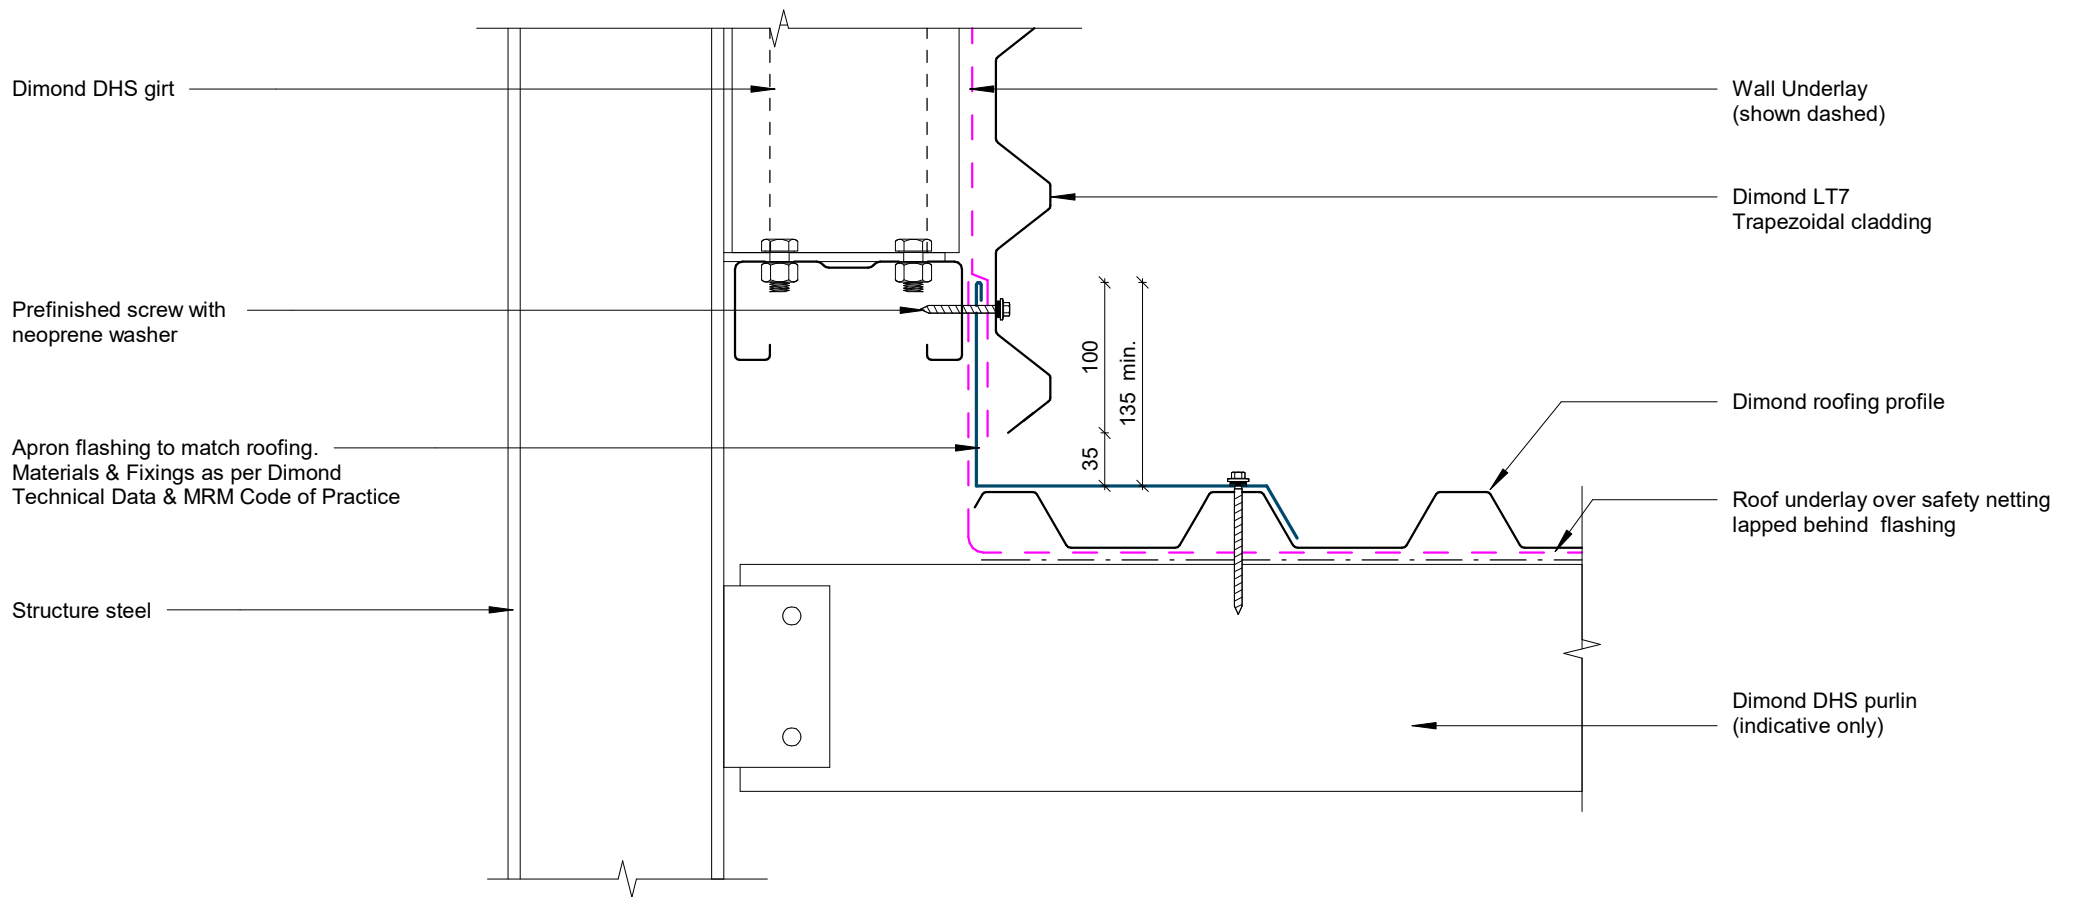 Dimond DHS girt
Prefinished screw with
neoprene washer
Apron flashing to match roofing.
Materials & Fixings as per Dimond
Technical Data & MRM Code of Practice
Structure steel
100
35
135 min.
Wall Underlay
(shown dashed)
Dimond LT7
Trapezoidal cladding
Dimond roofing profile
Roof underlay over safety netting
lapped behind flashing
Dimond DHS purlin
(indicative only)